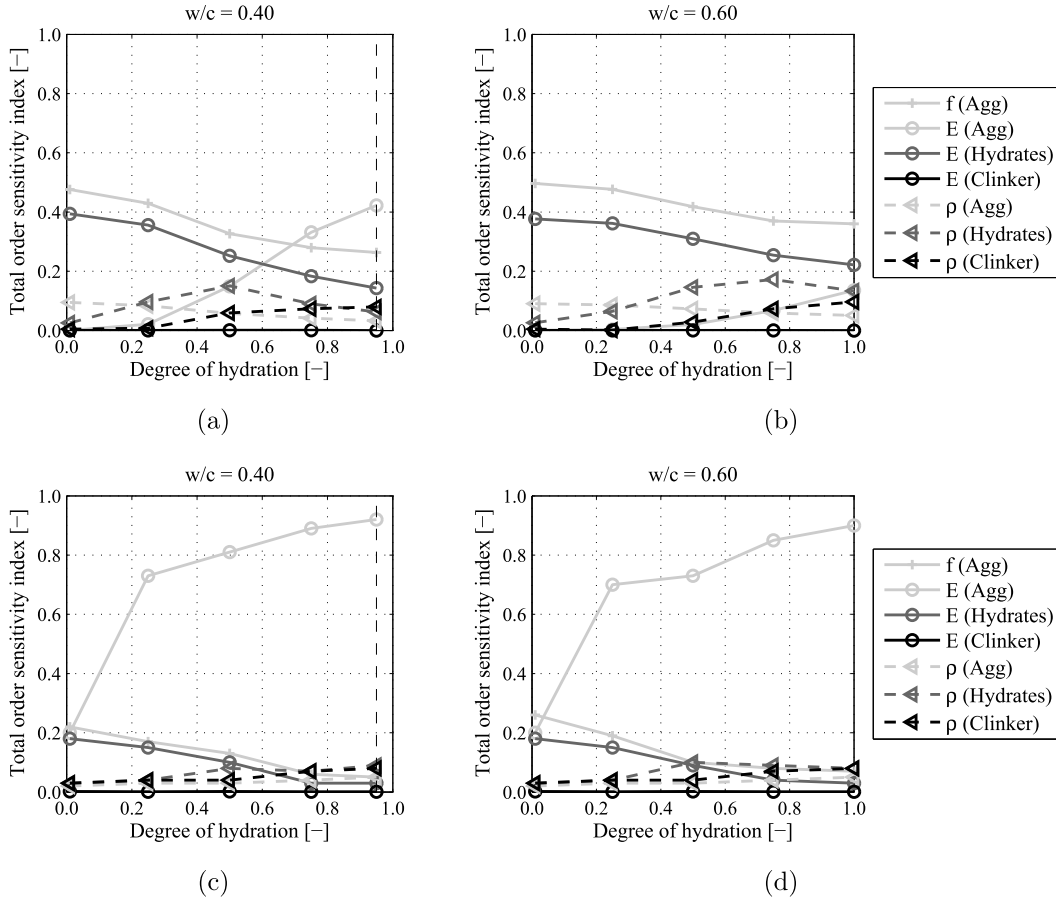 w/c = 0.40
Total order sensitivity index [−]
1.0
0.8
0.6
0.4
0.2
0.0
0.0 0.2 0.4 0.6 0.8 1.0
Degree of hydration [−]
(a)
w/c = 0.60
Total order sensitivity index [−]
1.0
0.8
0.6
0.4
0.2
0.0
0.0 0.2 0.4 0.6 0.8 1.0
Degree of hydration [−]
(b)
f (Agg)
E (Agg)
E (Hydrates)
E (Clinker)
ρ (Agg)
ρ (Hydrates)
ρ (Clinker)
w/c = 0.40
Total order sensitivity index [−]
1.0
0.8
0.6
0.4
0.2
0.0
0.0 0.2 0.4 0.6 0.8 1.0
Degree of hydration [−]
(c)
w/c = 0.60
Total order sensitivity index [−]
1.0
0.8
0.6
0.4
0.2
0.0
0.0 0.2 0.4 0.6 0.8 1.0
Degree of hydration [−]
(d)
f (Agg)
E (Agg)
E (Hydrates)
E (Clinker)
ρ (Agg)
ρ (Hydrates)
ρ (Clinker)